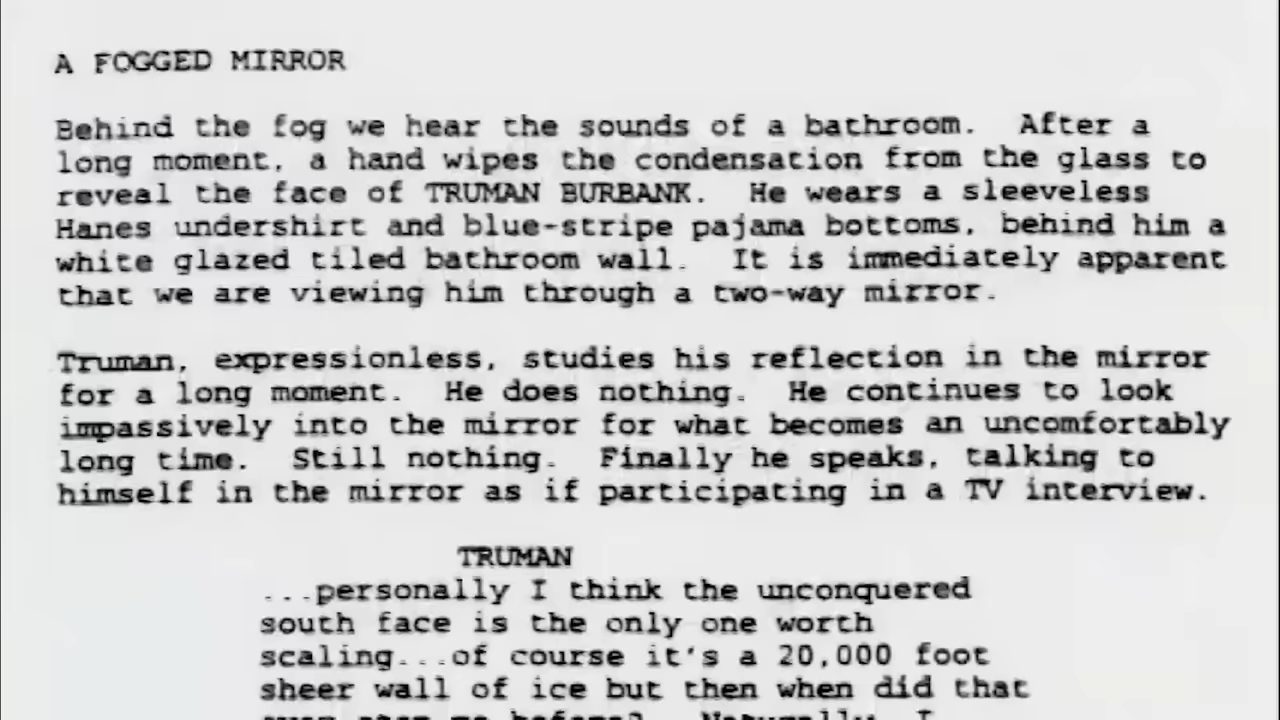 A FOGGED MIRROR
Behind the fog we hear the sounds of a bathroom. After a
long moment, a hand wipes the condensation from the glass to
reveal the face of TRUMAN BURBANK. He wears a sleeveless
Hanes undershirt and blue-stripe pajama bottoms, behind him a
white glazed tiled bathroom wall. It is immediately apparent
that we are viewing him through a two-way mirror.
Truman, expressionless, studies his reflection in the mirror
for a long moment. He does nothing. He continues to look
impassively into the mirror for what becomes an uncomfortably
long time. Still nothing. Finally he speaks, talking to
himself in the mirror as if participating in a TV interview.
TRUMAN
...personally I think the unconquered
south face is the only one worth
scaling...of course it's a 20,000 foot
sheer wall of ice but then when did that